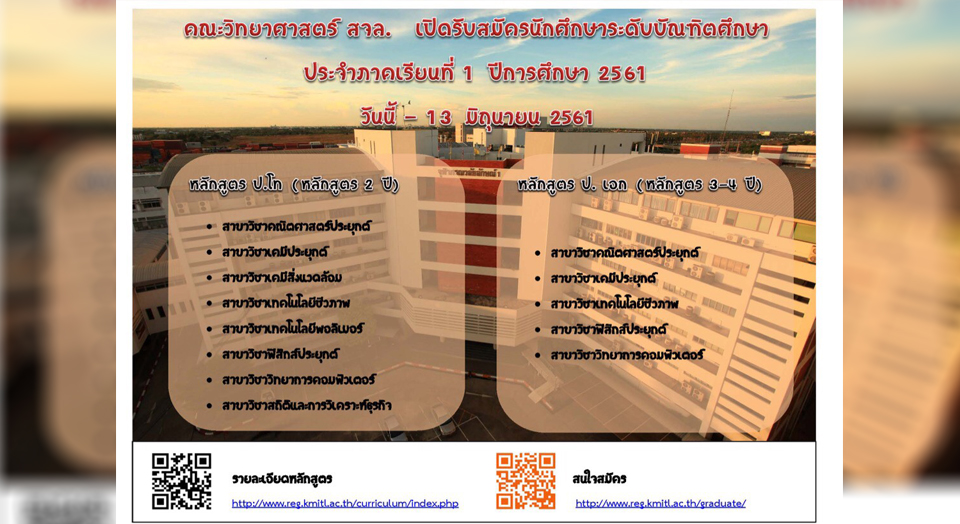 คณะวิทยาศาสตร์ สจล. เปิดรับสมัครนักศึกษาระดับบัณฑิตศึกษา
ประจำภาคเรียนที่ 1 ปีการศึกษา 2561
วันนี้ – 13 มิถุนายน 2561
หลักสูตร ป.โท (หลักสูตร 2 ปี)
• สาขาวิชาคณิตศาสตร์ประยุกต์
• สาขาวิชาเคมีประยุกต์
• สาขาวิชาเคมีสิ่งแวดล้อม
• สาขาวิชาเทคโนโลยีชีวภาพ
• สาขาวิชาเทคโนโลยีพอลิเมอร์
• สาขาวิชาฟิสิกส์ประยุกต์
• สาขาวิชาวิทยาการคอมพิวเตอร์
• สาขาวิชาสถิติและการวิเคราะห์ธุรกิจ
หลักสูตร ป. เอก (หลักสูตร 3-4 ปี)
• สาขาวิชาคณิตศาสตร์ประยุกต์
• สาขาวิชาเคมีประยุกต์
• สาขาวิชาเทคโนโลยีชีวภาพ
• สาขาวิชาฟิสิกส์ประยุกต์
• สาขาวิชาวิทยาการคอมพิวเตอร์
รายละเอียดหลักสูตร
http://www.reg.kmitl.ac.th/curriculum/index.php
สนใจสมัคร
http://www.reg.kmitl.ac.th/graduate/